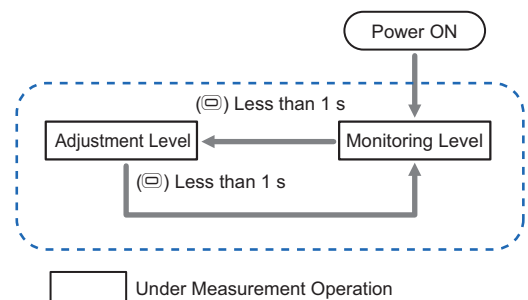 Power ON
(⊟) Less than 1 s
Adjustment Level
Monitoring Level
(⊟) Less than 1 s
Under Measurement Operation